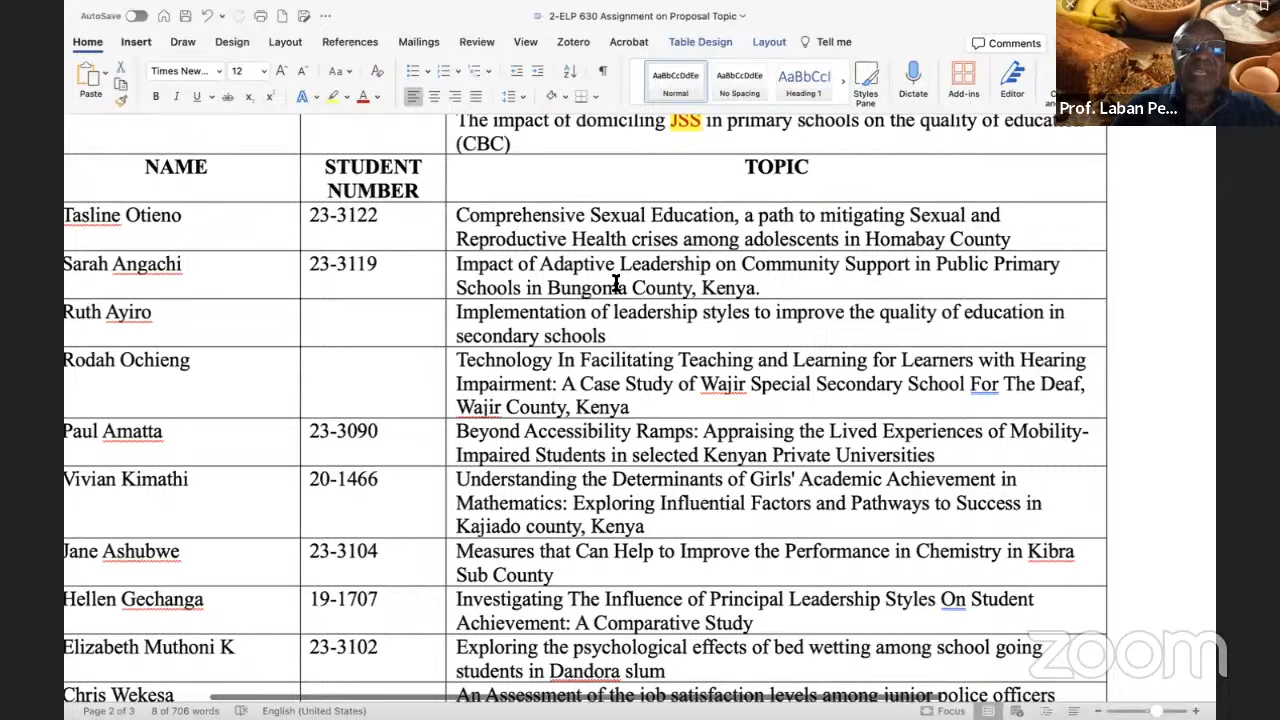 AutoSave
2-ELP 630 Assignment on Proposal Topic
Home Insert Draw Design Layout References Mailings Review View Zotero Acrobat Table Design Layout Tell me
Comments
Paste
Times New... 12
Aa
B I U ab x x A A
AaBbCcDdEe
Normal
AaBbCcDdEe
No Spacing
AaBbCcI
Heading 1
Styles
Pane
Dictate
Add-ins
Editor
Prof. Laban Pe...
The impact of domiciling JSS in primary schools on the quality of
(CBC)
NAME STUDENT NUMBER TOPIC
Tasline Otieno 23-3122 Comprehensive Sexual Education, a path to mitigating Sexual and
Reproductive Health crises among adolescents in Homabay County
Sarah Angachi 23-3119 Impact of Adaptive Leadership on Community Support in Public Primary
Schools in Bungoma County, Kenya.
Ruth Ayiro Implementation of leadership styles to improve the quality of education in
secondary schools
Rodah Ochieng Technology In Facilitating Teaching and Learning for Learners with Hearing
Impairment: A Case Study of Wajir Special Secondary School For The Deaf,
Wajir County, Kenya
Paul Amatta 23-3090 Beyond Accessibility Ramps: Appraising the Lived Experiences of Mobility-
Impaired Students in selected Kenyan Private Universities
Vivian Kimathi 20-1466 Understanding the Determinants of Girls' Academic Achievement in
Mathematics: Exploring Influential Factors and Pathways to Success in
Kajiado county, Kenya
Jane Ashubwe 23-3104 Measures that Can Help to Improve the Performance in Chemistry in Kibra
Sub County
Hellen Gechanga 19-1707 Investigating The Influence of Principal Leadership Styles On Student
Achievement: A Comparative Study
Elizabeth Muthoni K 23-3102 Exploring the psychological effects of bed wetting among school going
students in Dandora slum
Chris Wekesa An Assessment of the job satisfaction levels among junior police officers
zoom
Page 2 of 3 8 of 706 words English (United States) Focus